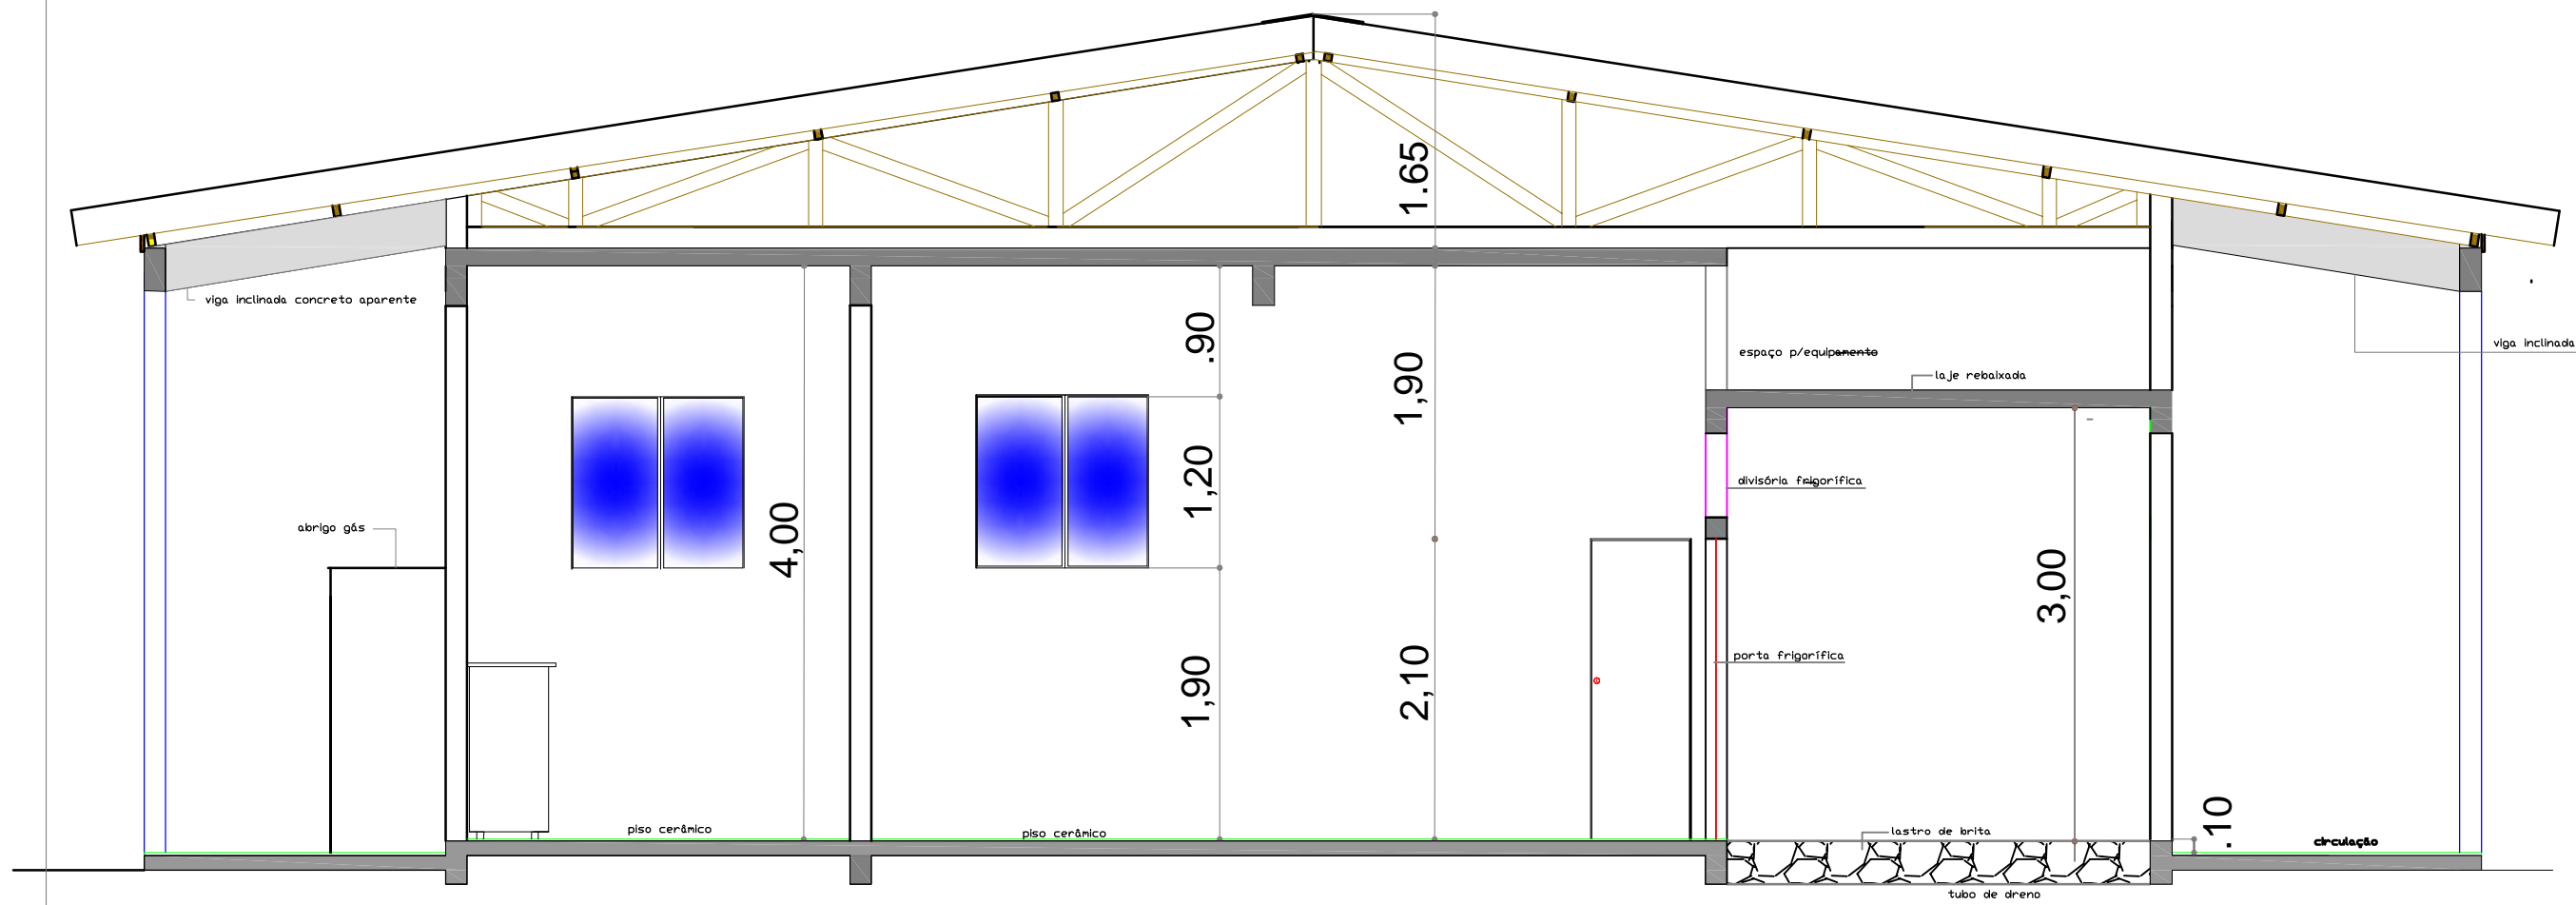 1.65
viga inclinada concreto aparente
.90
1,90
espaço p/equipamento
viga inclinada
laje rebaixada
1,20
4,00
divisória frigorífica
abrigo gás
3,00
1,90
2,10
porta frigorífica
piso cerâmico
piso cerâmico
lastro de brita
.10
circulação
tubo de dreno